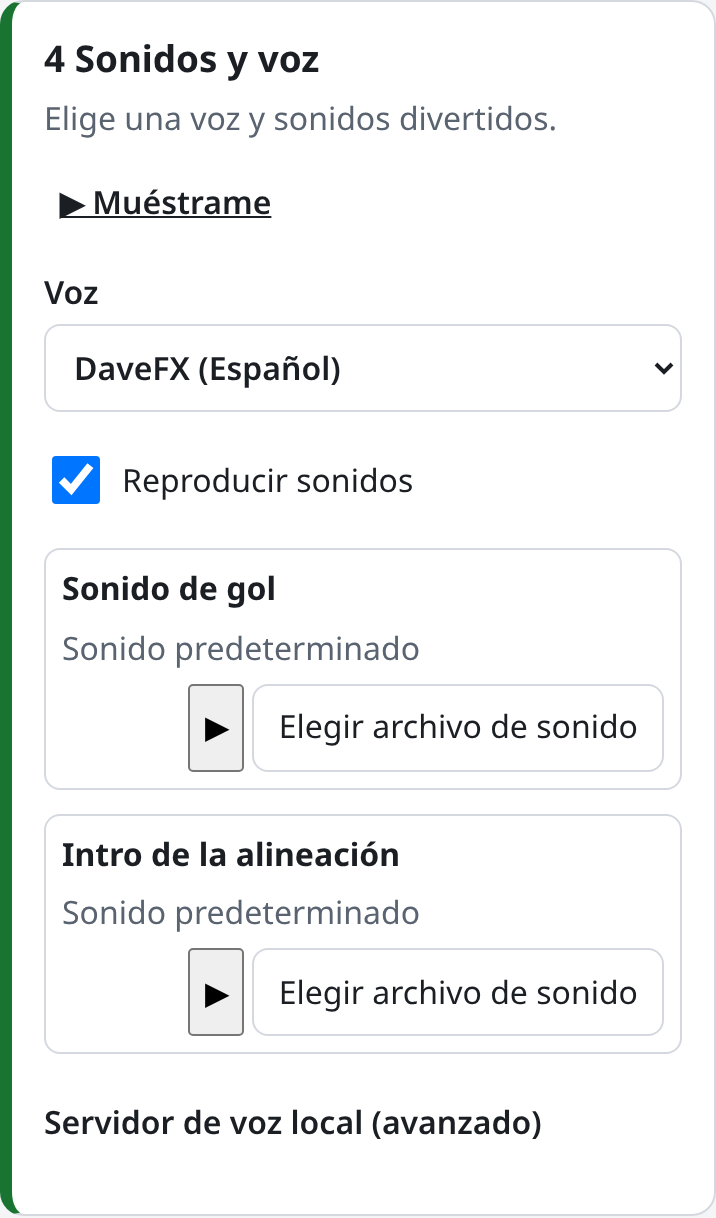 4 Sonidos y voz
Elige una voz y sonidos divertidos.
▶ Muéstrame
Voz
DaveFX (Español)
Reproducir sonidos
Sonido de gol
Sonido predeterminado
▶ Elegir archivo de sonido
Intro de la alineación
Sonido predeterminado
▶ Elegir archivo de sonido
Servidor de voz local (avanzado)